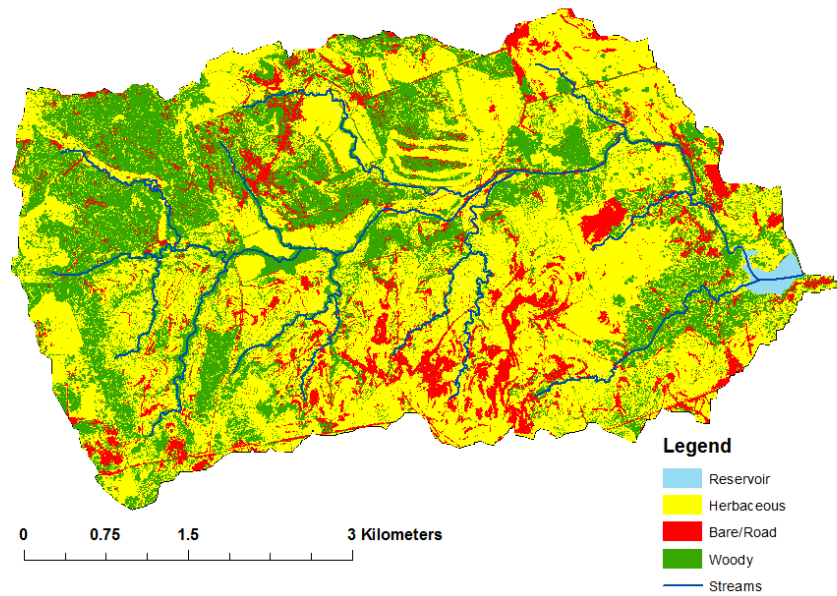 Legend
Reservoir
Herbaceous
Bare/Road
Woody
Streams
0 0.75 1.5 3 Kilometers